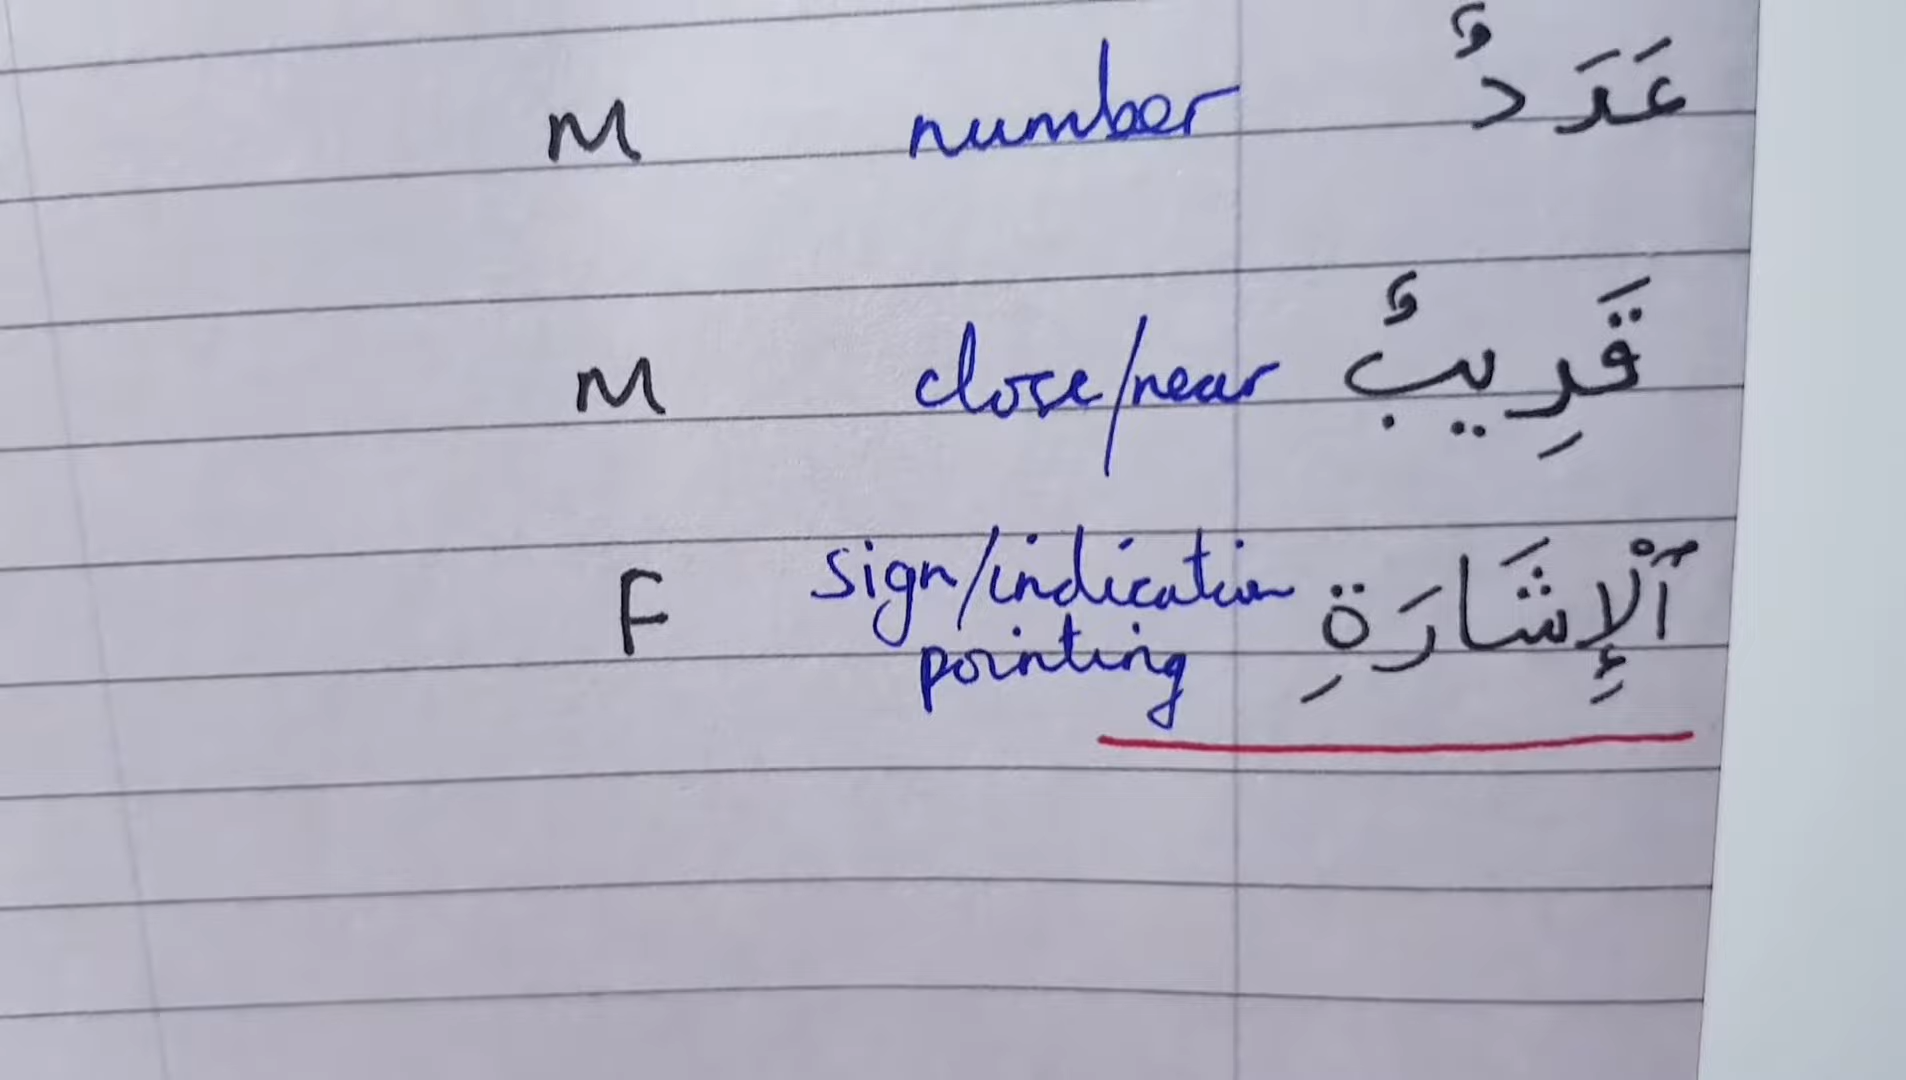 عَدَدٌ number M
قَرِيبٌ close/near M
ٱلْإِشَارَةِ sign/indication F
pointing